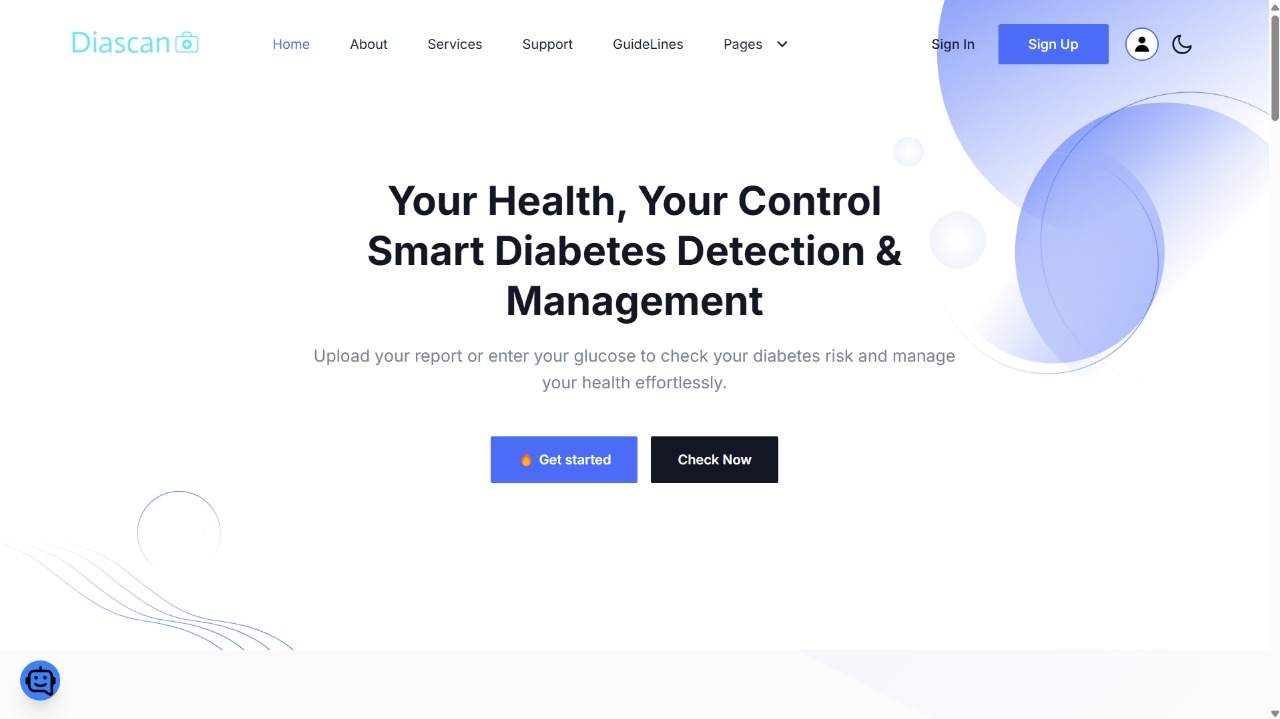 Diascan
Home About Services Support GuideLines Pages Sign In Sign Up
Your Health, Your Control
Smart Diabetes Detection &
Management
Upload your report or enter your glucose to check your diabetes risk and manage
your health effortlessly.
🔥 Get started Check Now